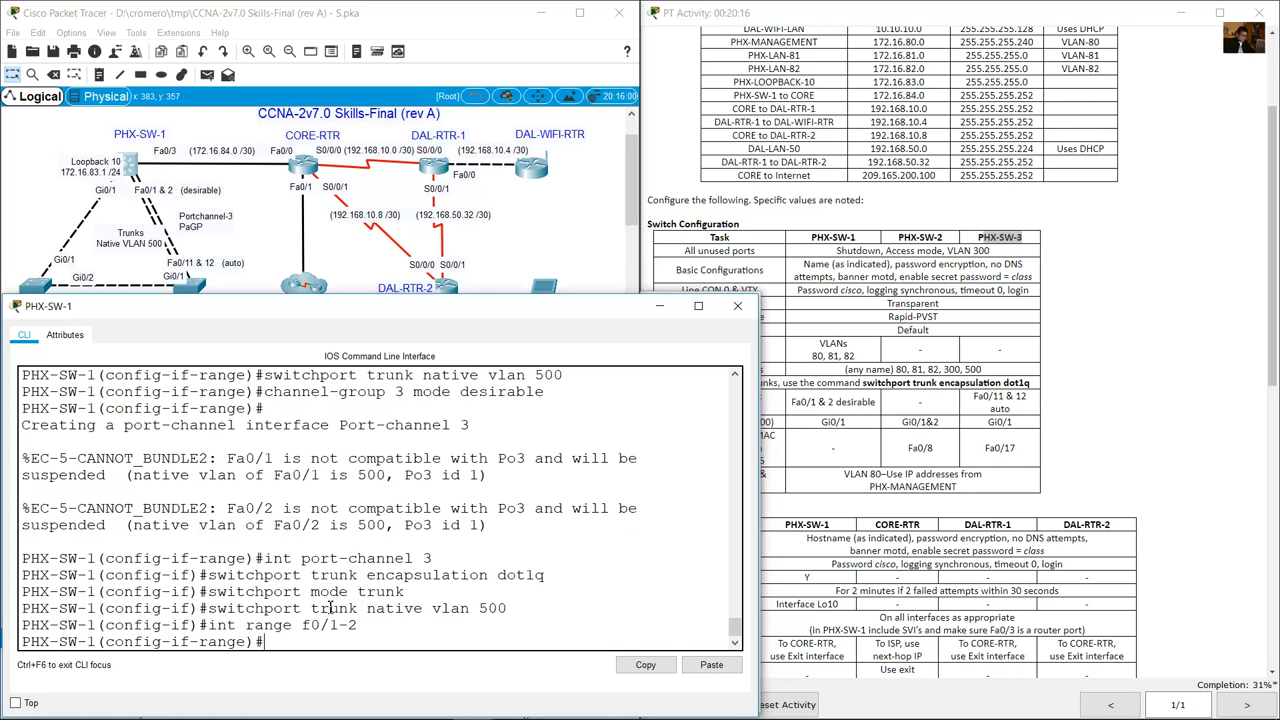 Cisco Packet Tracer - D:\cromero\tmp\CCNA-2v7.0 Skills-Final (rev A) - S.pka
File Edit Options View Tools Extensions Help
Logical Physical x: 383, y: 357 [Root] 20:16:00
CCNA-2v7.0 Skills-Final (rev A)
PHX-SW-1 CORE-RTR DAL-RTR-1 DAL-WIFI-RTR
Fa0/3 (172.16.84.0 /30) Fa0/0 S0/0/0 (192.168.10.0 /30) S0/0/0 (192.168.10.4 /30)
Loopback 10
172.16.83.1 /24
Fa0/1 S0/0/1 S0/0/1 Fa0/0
Gi0/1 Fa0/1 & 2 (desirable)
(192.168.10.8 /30) (192.168.50.32 /30)
Portchannel-3
PaGP
Trunks
Native VLAN 500
Gi0/1 Fa0/11 & 12 (auto)
Gi0/2 Gi0/1
S0/0/0 S0/0/1
DAL-RTR-2
PHX-SW-1
CLI Attributes
IOS Command Line Interface
PHX-SW-1(config-if-range)#switchport trunk native vlan 500
PHX-SW-1(config-if-range)#channel-group 3 mode desirable
PHX-SW-1(config-if-range)#
Creating a port-channel interface Port-channel 3
%EC-5-CANNOT_BUNDLE2: Fa0/1 is not compatible with Po3 and will be
suspended (native vlan of Fa0/1 is 500, Po3 id 1)
%EC-5-CANNOT_BUNDLE2: Fa0/2 is not compatible with Po3 and will be
suspended (native vlan of Fa0/2 is 500, Po3 id 1)
PHX-SW-1(config-if-range)#int port-channel 3
PHX-SW-1(config-if)#switchport trunk encapsulation dot1q
PHX-SW-1(config-if)#switchport mode trunk
PHX-SW-1(config-if)#switchport trunk native vlan 500
PHX-SW-1(config-if)#int range f0/1-2
PHX-SW-1(config-if-range)#
Ctrl+F6 to exit CLI focus
Copy Paste
Top
PT Activity: 00:20:16
DAL-WIFI-LAN 10.10.10.0 255.255.255.128 Uses DHCP
PHX-MANAGEMENT 172.16.80.0 255.255.255.240 VLAN-80
PHX-LAN-81 172.16.81.0 255.255.255.0 VLAN-81
PHX-LAN-82 172.16.82.0 255.255.255.0 VLAN-82
PHX-LOOPBACK-10 172.16.83.0 255.255.255.0
PHX-SW-1 to CORE 172.16.84.0 255.255.255.252
CORE to DAL-RTR-1 192.168.10.0 255.255.255.252
DAL-RTR-1 to DAL-WIFI-RTR 192.168.10.4 255.255.255.252
CORE to DAL-RTR-2 192.168.10.8 255.255.255.252
DAL-LAN-50 192.168.50.0 255.255.255.224 Uses DHCP
DAL-RTR-1 to DAL-RTR-2 192.168.50.32 255.255.255.252
CORE to Internet 209.165.200.100 255.255.255.252
Configure the following. Specific values are noted:
Switch Configuration
Task PHX-SW-1 PHX-SW-2 PHX-SW-3
All unused ports Shutdown, Access mode, VLAN 300
Basic Configurations Name (as indicated), password encryption, no DNS
attempts, banner motd, enable secret password = class
Line CON 0 & VTY Password cisco, logging synchronous, timeout 0, login
Transparent
Rapid-PVST
Default
VLANs
80, 81, 82 - -
(any name) 80, 81, 82, 300, 500
nks, use the command switchport trunk encapsulation dot1q
Fa0/1 & 2 desirable - Fa0/11 & 12
auto
00) Gi0/1 Gi0/1&2 Gi0/1
MAC
- Fa0/8 Fa0/17
& VLAN 80–Use IP addresses from
PHX-MANAGEMENT
PHX-SW-1 CORE-RTR DAL-RTR-1 DAL-RTR-2
Hostname (as indicated), password encryption, no DNS attempts,
banner motd, enable secret password = class
Password cisco, logging synchronous, timeout 0, login
Y - - -
For 2 minutes if 2 failed attempts within 30 seconds
Interface Lo10 - - -
On all interfaces as appropriate
(in PHX-SW-1 include SVI's and make sure Fa0/3 is a router port)
To CORE-RTR, To ISP, use To CORE-RTR, To CORE-RTR,
use Exit interface next-hop IP use Exit interface use Exit interface
Use exit
Completion: 31%
eset Activity < 1/1 >